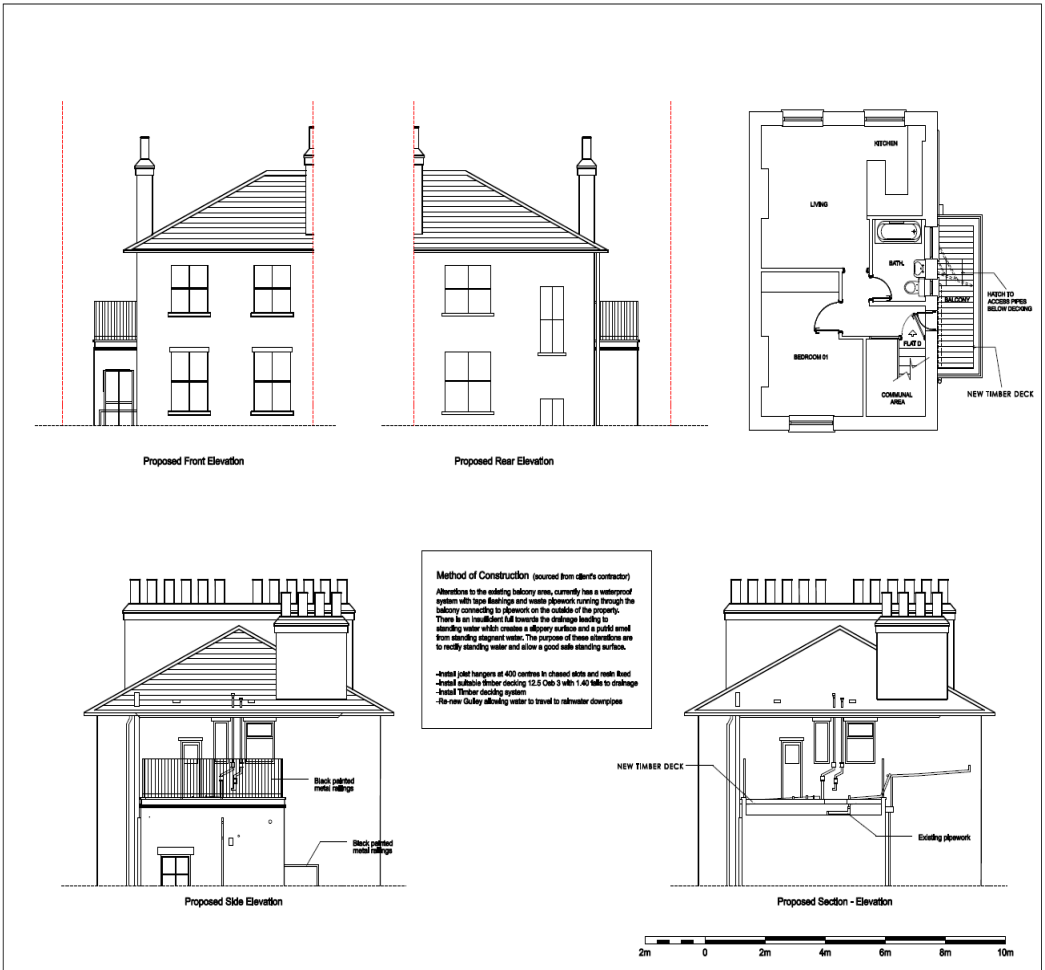 KITCHEN
LIVING
BATH.
BALCONY
HATCH TO
ACCESS PIPES
BELOW DECKING
FLAT D
BEDROOM 01
COMMUNAL
AREA
NEW TIMBER DECK
Proposed Front Elevation
Proposed Rear Elevation
Method of Construction (sourced from client's contractor)
Alterations to the existing balcony area, currently has a waterproof
system with tape flashings and waste pipework running through the
balcony connecting to pipework on the outside of the property.
There is an insufficient fall towards the drainage leading to
standing water which creates a slippery surface and a putrid smell
from standing stagnant water. The purpose of these alterations are
to rectify standing water and allow a good safe standing surface.
-Install joist hangers at 400 centres in chased slots and resin fixed
-Install suitable timber decking 12.5 Osb 3 with 1.40 falls to drainage
-Install Timber decking system
-Re-new Gulley allowing water to travel to rainwater downpipes
Black painted
metal railings
Black painted
metal railings
Proposed Side Elevation
NEW TIMBER DECK
Existing pipework
Proposed Section - Elevation
2m 0 2m 4m 6m 8m 10m